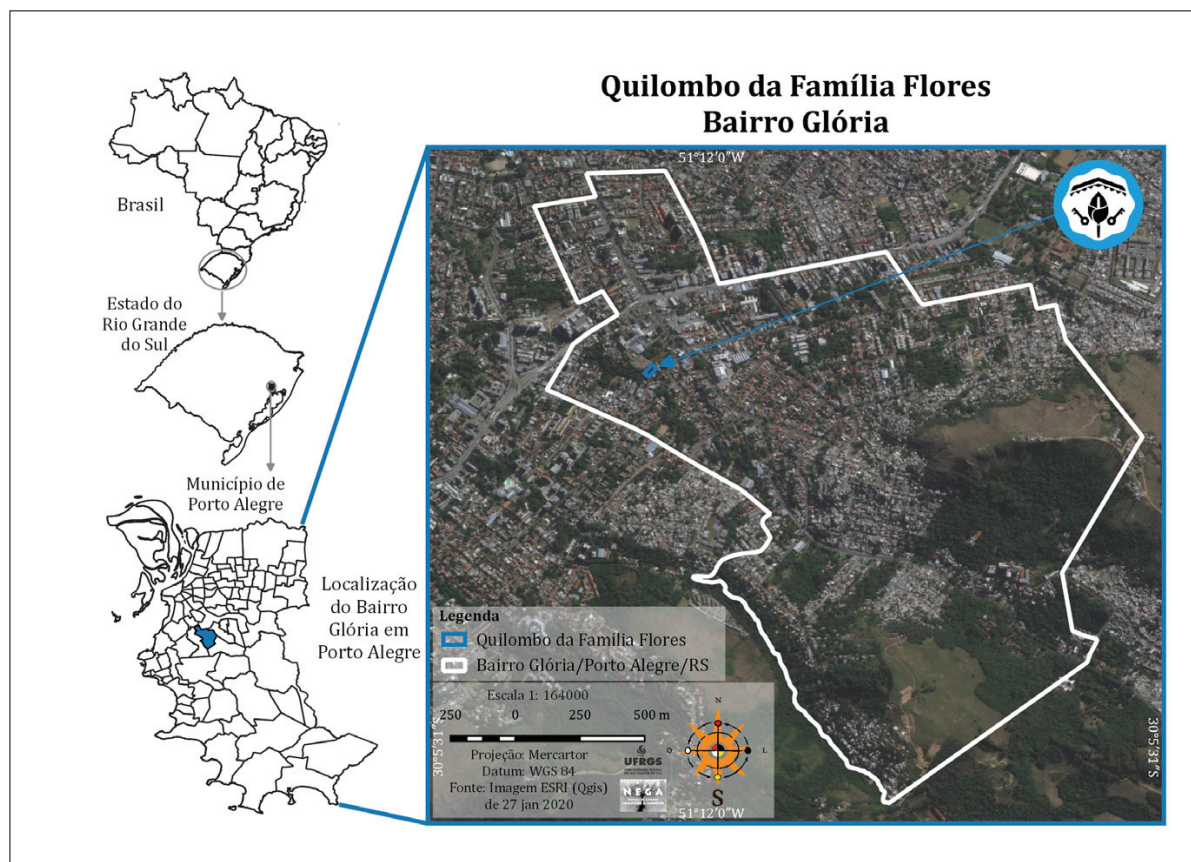 Quilombo da Família Flores
Bairro Glória
Brasil
Estado do
Rio Grande
do Sul
Município de
Porto Alegre
Localização
do Bairro
Glória em
Porto Alegre
51°12′0″W
Legenda
Quilombo da Família Flores
Bairro Glória/Porto Alegre/RS
Escala 1: 164000
250 0 250 500 m
Projeção: Mercartor
Datum: WGS 84
Fonte: Imagem ESRI (Qgis)
de 27 jan 2020
UFRGS
NEGA
N
O
L
S
30°5′31″S
30°5′31″S
51°12′0″W